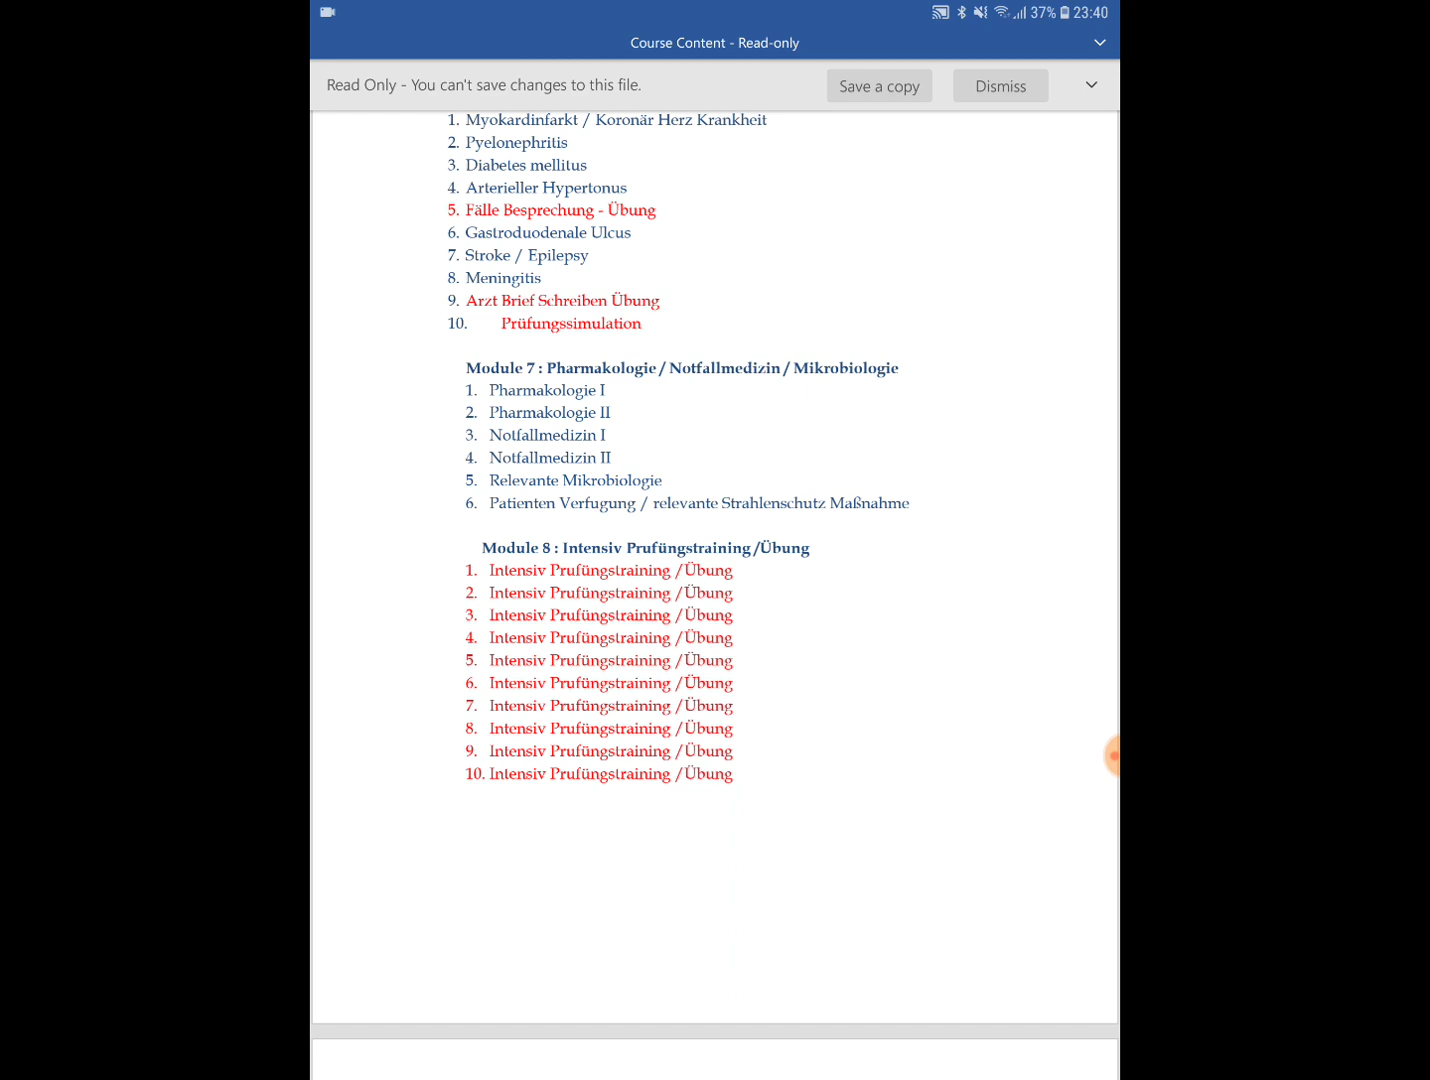 37% 23:40
Course Content - Read-only
Read Only - You can't save changes to this file.
Save a copy
Dismiss
1. Myokardinfarkt / Koronär Herz Krankheit
2. Pyelonephritis
3. Diabetes mellitus
4. Arterieller Hypertonus
5. Fälle Besprechung - Übung
6. Gastroduodenale Ulcus
7. Stroke / Epilepsy
8. Meningitis
9. Arzt Brief Schreiben Übung
10. Prüfungssimulation
Module 7 : Pharmakologie / Notfallmedizin / Mikrobiologie
1. Pharmakologie I
2. Pharmakologie II
3. Notfallmedizin I
4. Notfallmedizin II
5. Relevante Mikrobiologie
6. Patienten Verfugung / relevante Strahlenschutz Maßnahme
Module 8 : Intensiv Prufüngstraining /Übung
1. Intensiv Prufüngstraining /Übung
2. Intensiv Prufüngstraining /Übung
3. Intensiv Prufüngstraining /Übung
4. Intensiv Prufüngstraining /Übung
5. Intensiv Prufüngstraining /Übung
6. Intensiv Prufüngstraining /Übung
7. Intensiv Prufüngstraining /Übung
8. Intensiv Prufüngstraining /Übung
9. Intensiv Prufüngstraining /Übung
10. Intensiv Prufüngstraining /Übung